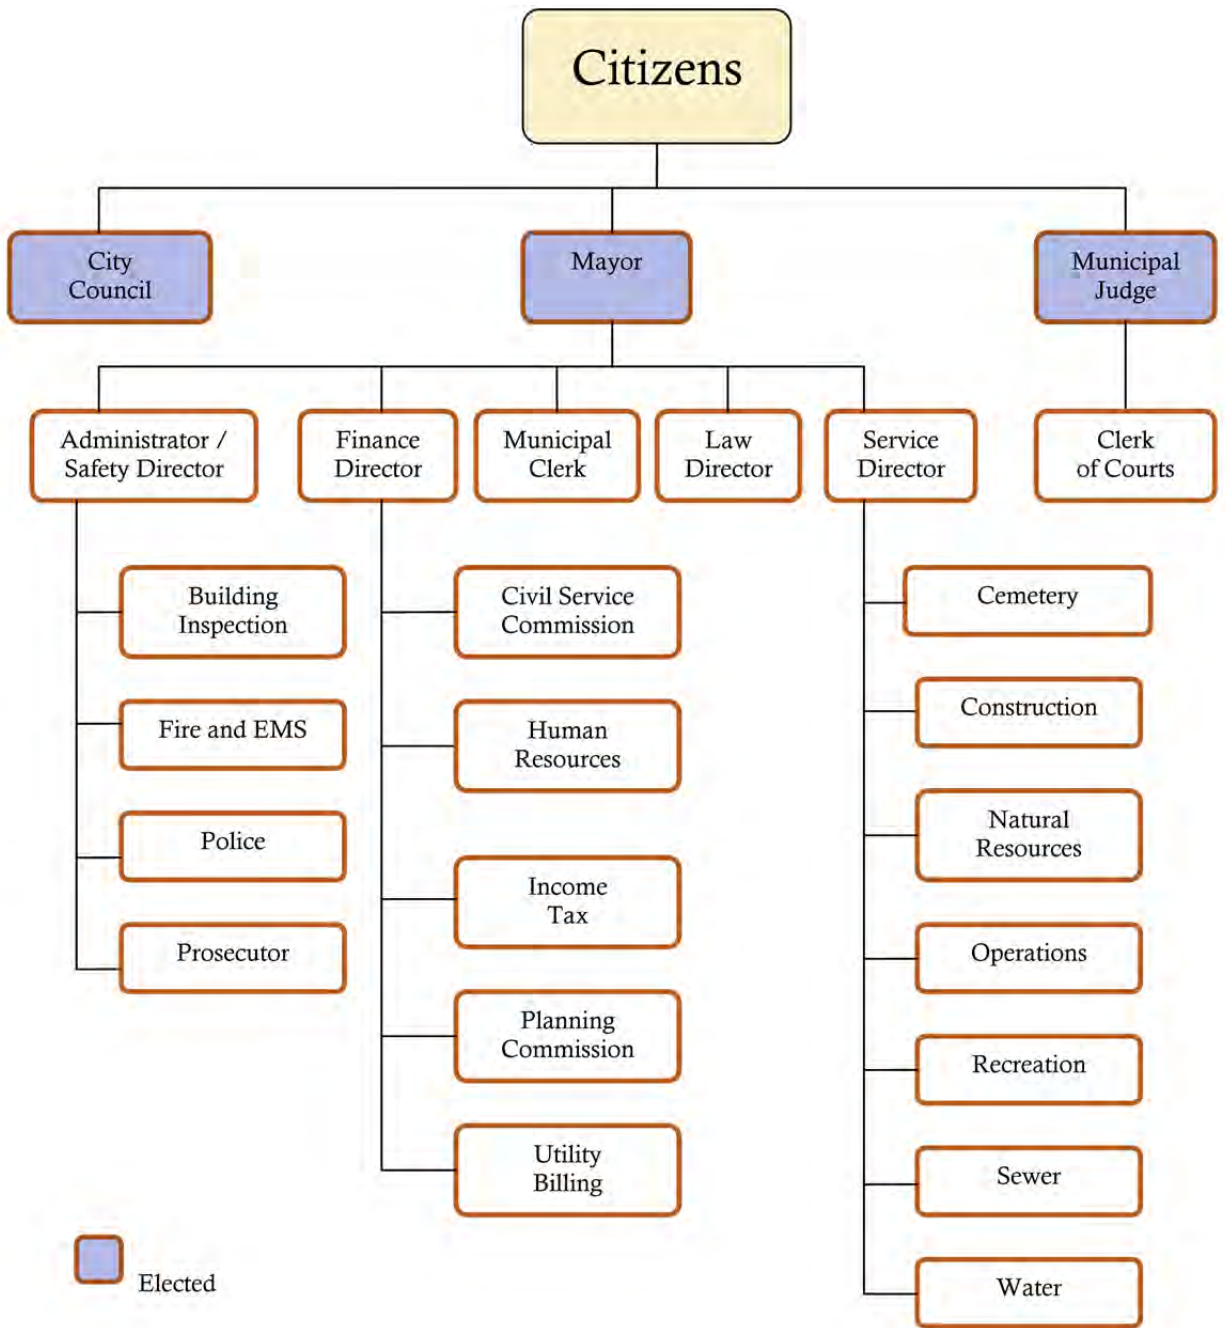 Citizens
City
Council
Mayor
Municipal
Judge
Administrator /
Safety Director
Finance
Director
Municipal
Clerk
Law
Director
Service
Director
Clerk
of Courts
Building
Inspection
Fire and EMS
Police
Prosecutor
Civil Service
Commission
Human
Resources
Income
Tax
Planning
Commission
Utility
Billing
Cemetery
Construction
Natural
Resources
Operations
Recreation
Sewer
Water
Elected